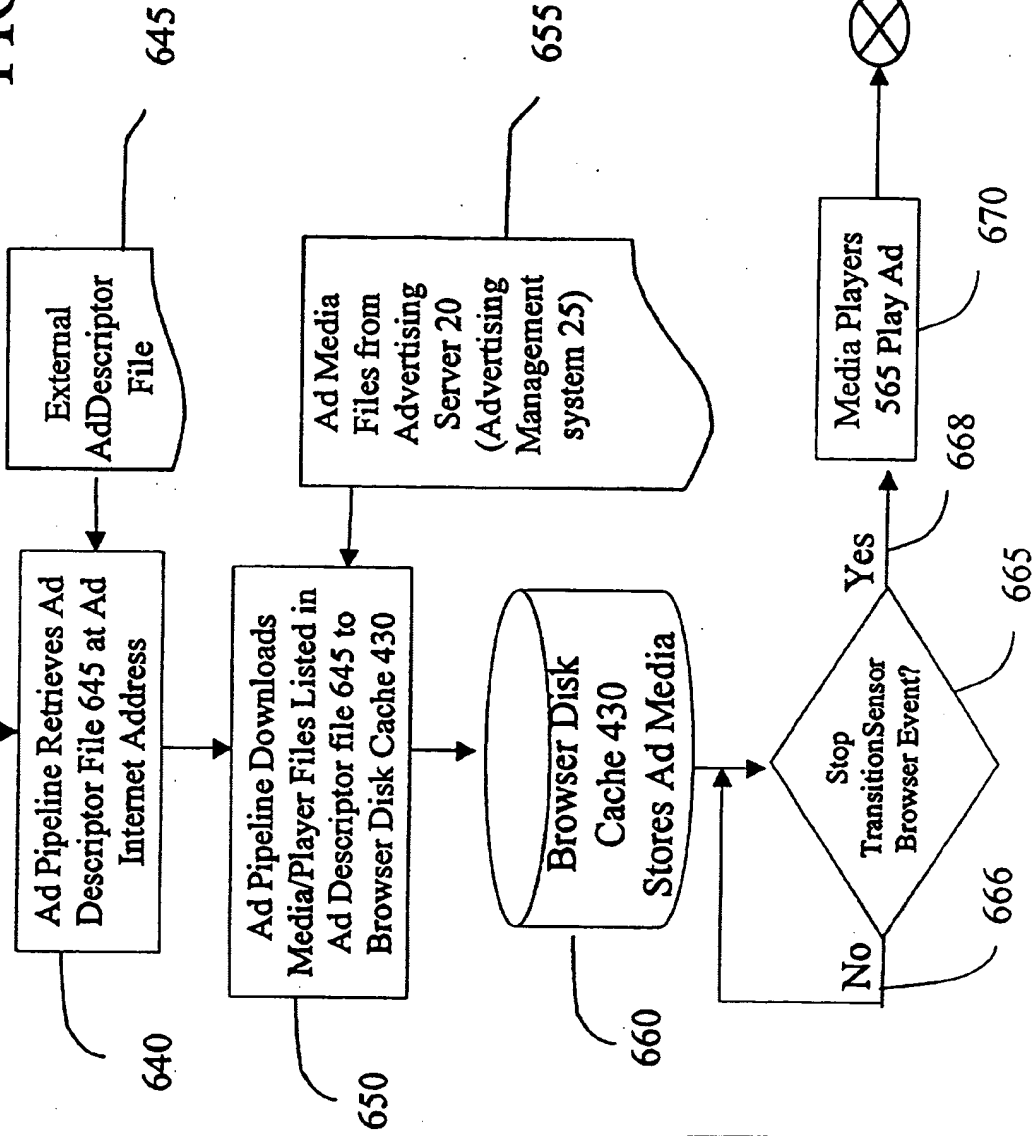 External
AdDescriptor
File
645
Ad Pipeline Retrieves Ad
Descriptor File 645 at Ad
Internet Address
640
Ad Media
Files from
Advertising
Server 20
(Advertising
Management
system 25)
655
Ad Pipeline Downloads
Media/Player Files Listed in
Ad Descriptor file 645 to
Browser Disk Cache 430
650
Browser Disk
Cache 430
Stores Ad Media
660
Stop
TransitionSensor
Browser Event?
665
No
666
Yes
668
Media Players
565 Play Ad
670